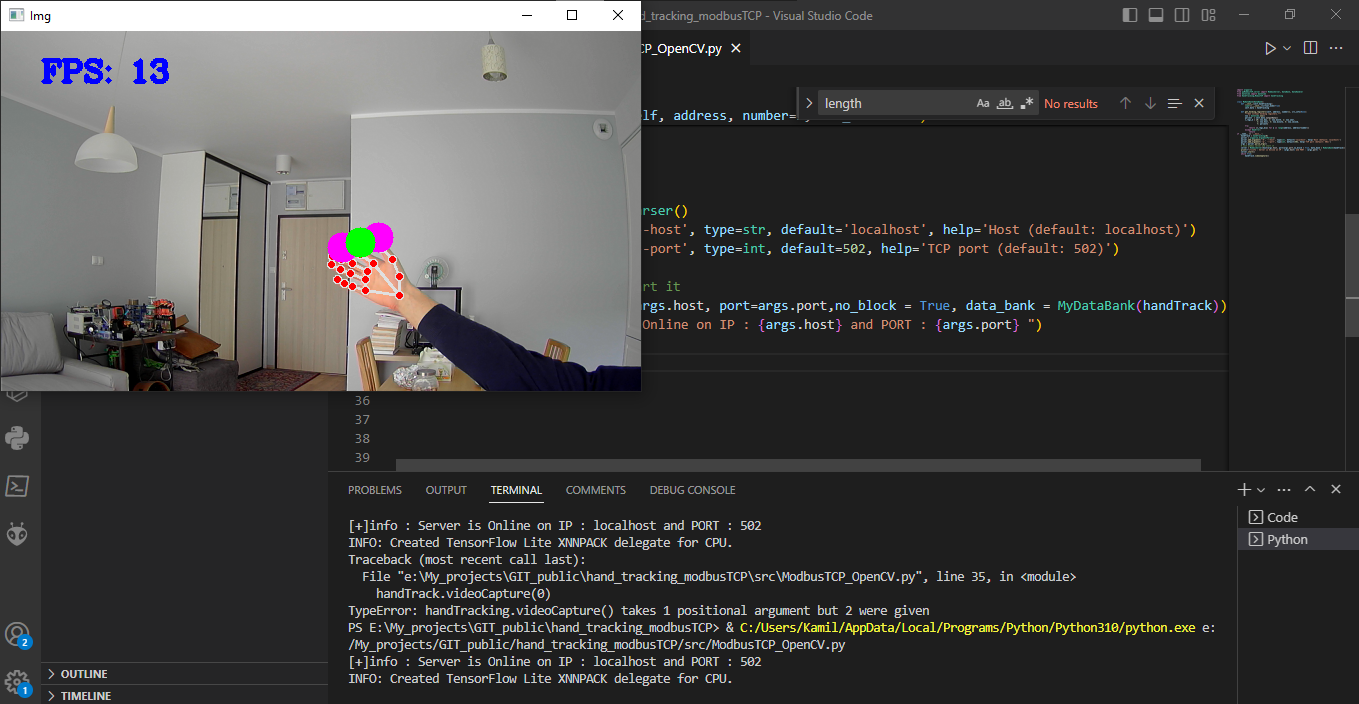 Img
FPS: 13
d_tracking_modbusTCP - Visual Studio Code
CP_OpenCV.py
length
Aa
ab
No results
lf, address, number=
rser()
-host', type=str, default='localhost', help='Host (default: localhost)')
-port', type=int, default=502, help='TCP port (default: 502)')
rt it
args.host, port=args.port,no_block = True, data_bank = MyDataBank(handTrack))
Online on IP : {args.host} and PORT : {args.port} ")
36
37
38
39
PROBLEMS OUTPUT TERMINAL COMMENTS DEBUG CONSOLE
[+]info : Server is Online on IP : localhost and PORT : 502
INFO: Created TensorFlow Lite XNNPACK delegate for CPU.
Traceback (most recent call last):
File "e:\My_projects\GIT_public\hand_tracking_modbusTCP\src\ModbusTCP_OpenCV.py", line 35, in <module>
handTrack.videoCapture(0)
TypeError: handTracking.videoCapture() takes 1 positional argument but 2 were given
PS E:\My_projects\GIT_public\hand_tracking_modbusTCP> & C:/Users/Kamil/AppData/Local/Programs/Python/Python310/python.exe e:
/My_projects/GIT_public/hand_tracking_modbusTCP/src/ModbusTCP_OpenCV.py
[+]info : Server is Online on IP : localhost and PORT : 502
INFO: Created TensorFlow Lite XNNPACK delegate for CPU.
Code
Python
2
1
OUTLINE
TIMELINE